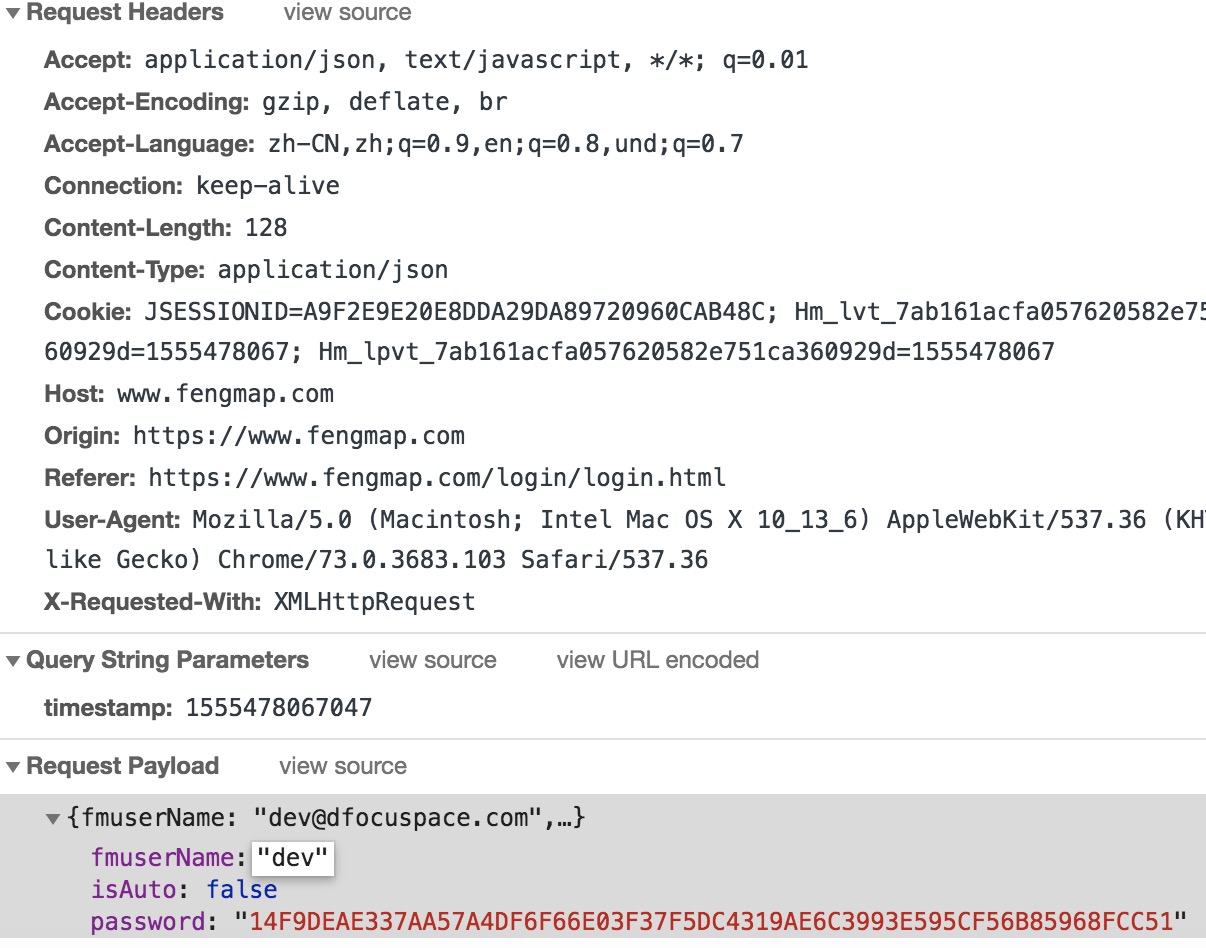 Request Headers view source
Accept: application/json, text/javascript, */*; q=0.01
Accept-Encoding: gzip, deflate, br
Accept-Language: zh-CN,zh;q=0.9,en;q=0.8,und;q=0.7
Connection: keep-alive
Content-Length: 128
Content-Type: application/json
Cookie: JSESSIONID=A9F2E9E20E8DDA29DA89720960CAB48C; Hm_lvt_7ab161acfa057620582e75
60929d=1555478067; Hm_lpvt_7ab161acfa057620582e751ca360929d=1555478067
Host: www.fengmap.com
Origin: https://www.fengmap.com
Referer: https://www.fengmap.com/login/login.html
User-Agent: Mozilla/5.0 (Macintosh; Intel Mac OS X 10_13_6) AppleWebKit/537.36 (KH
like Gecko) Chrome/73.0.3683.103 Safari/537.36
X-Requested-With: XMLHttpRequest
Query String Parameters view source view URL encoded
timestamp: 1555478067047
Request Payload view source
{fmuserName: "dev@dfocuspace.com",…}
fmuserName: "dev"
isAuto: false
password: "14F9DEAE337AA57A4DF6F66E03F37F5DC4319AE6C3993E595CF56B85968FCC51"